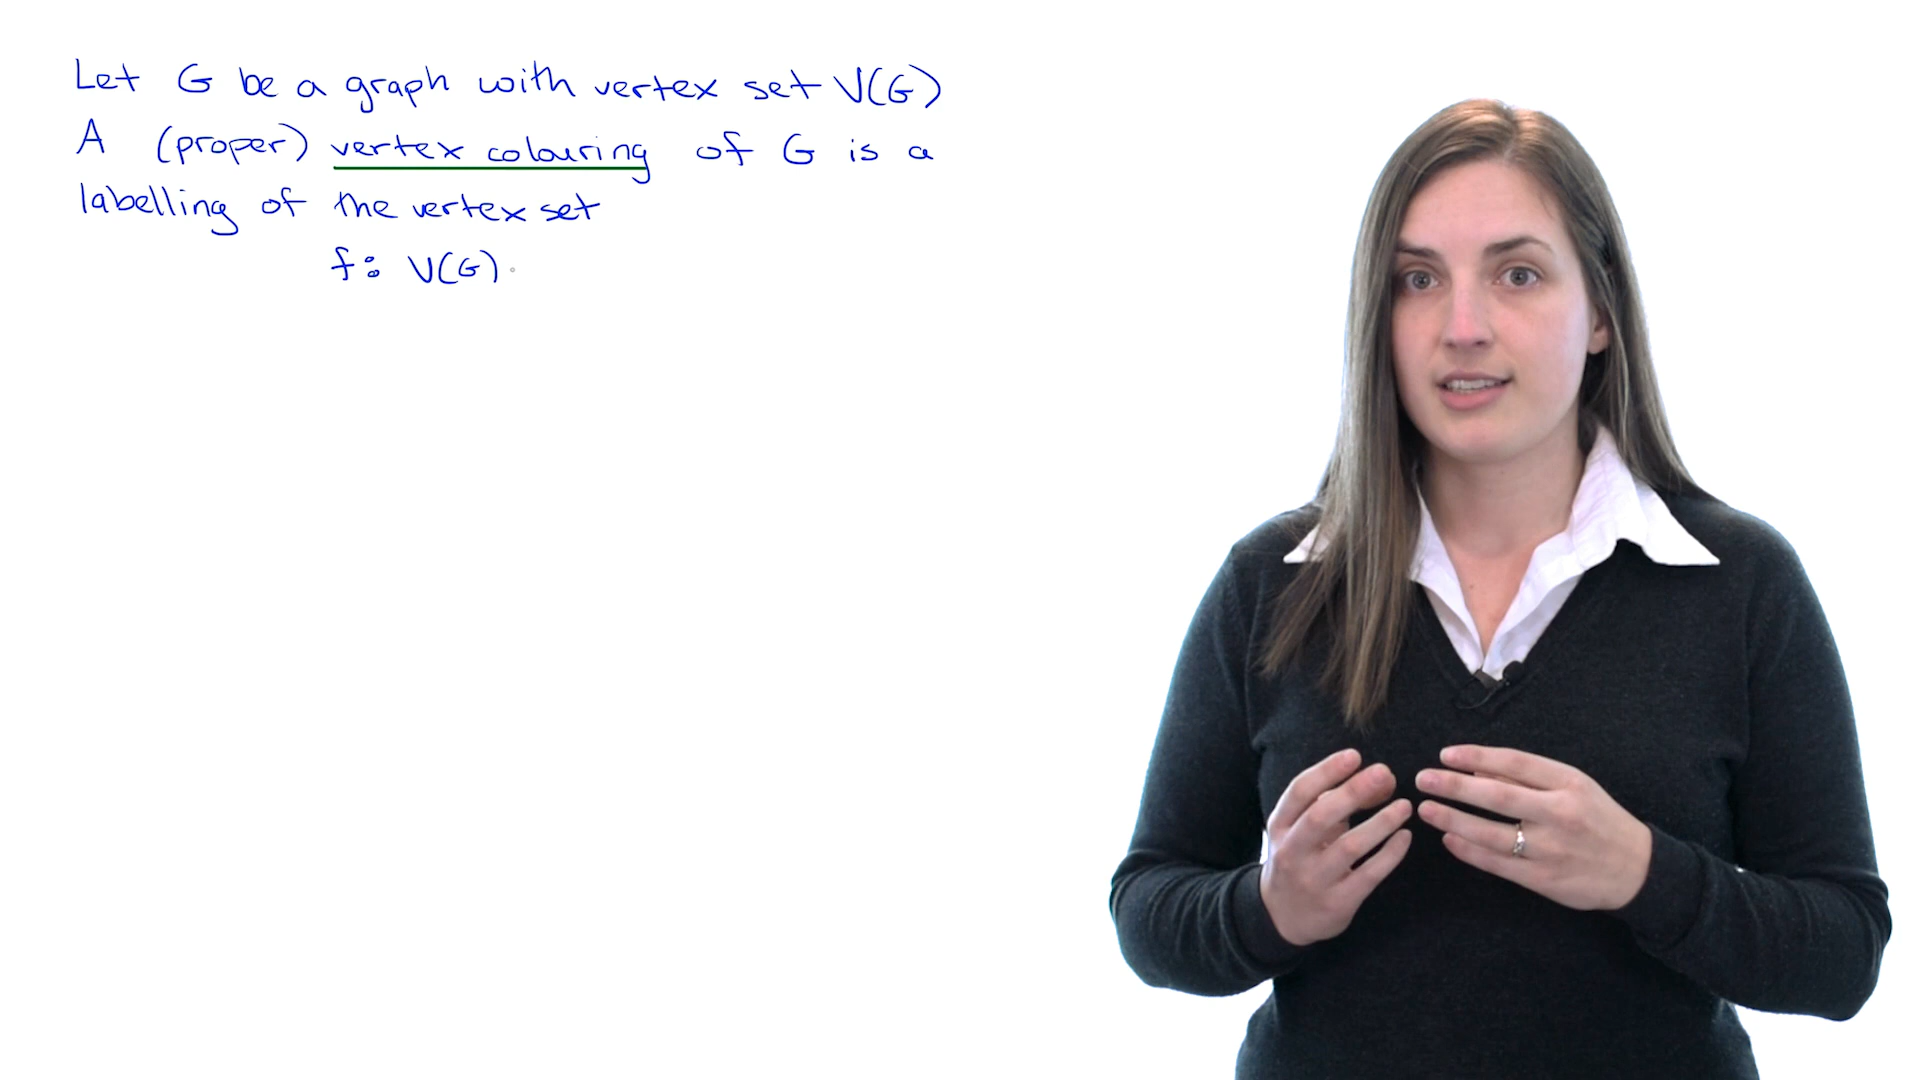 Let G be a graph with vertex set V(G)
A (proper) vertex colouring of G is a
labelling of the vertex set
f: V(G)